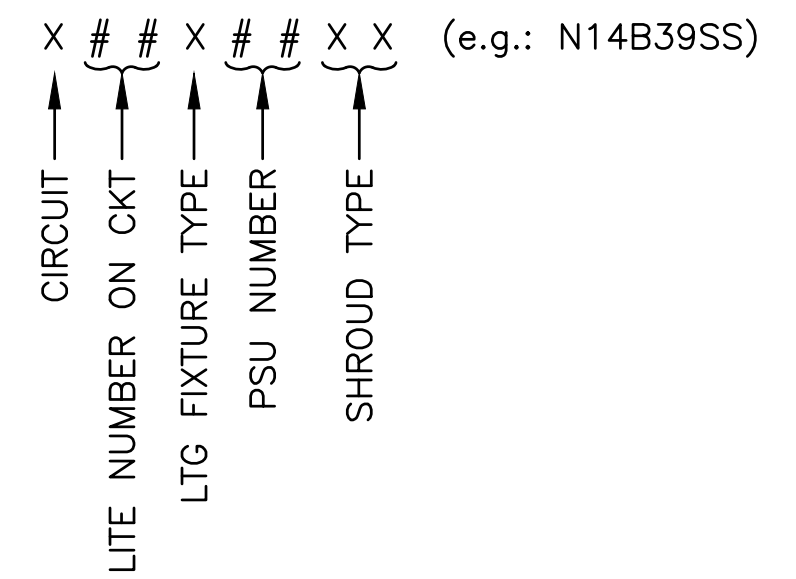 X # # X # # X X (e.g.: N14B39SS)
CIRCUIT
LITE NUMBER ON CKT
LTG FIXTURE TYPE
PSU NUMBER
SHROUD TYPE